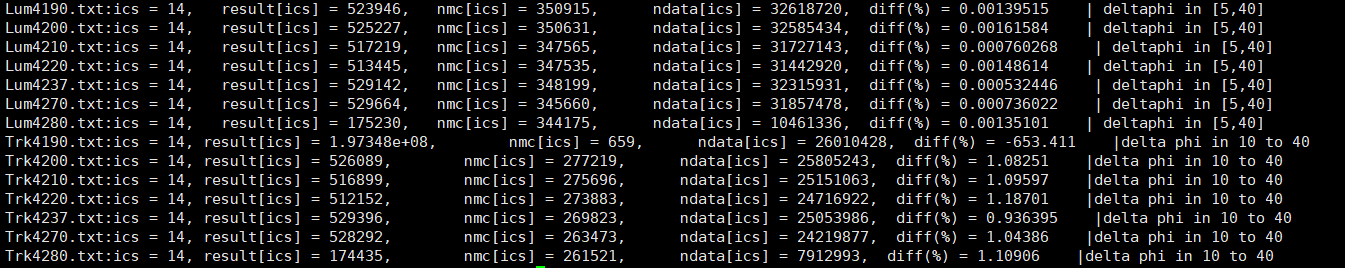 Lum4190.txt:ics = 14,   result[ics] = 523946,   nmc[ics] = 350915,      ndata[ics] = 32618720,  diff(%) = 0.00139515    | deltaphi in [5,40]
Lum4200.txt:ics = 14,   result[ics] = 525227,   nmc[ics] = 350631,      ndata[ics] = 32585434,  diff(%) = 0.00161584    | deltaphi in [5,40]
Lum4210.txt:ics = 14,   result[ics] = 517219,   nmc[ics] = 347565,      ndata[ics] = 31727143,  diff(%) = 0.000760268    | deltaphi in [5,40]
Lum4220.txt:ics = 14,   result[ics] = 513445,   nmc[ics] = 347535,      ndata[ics] = 31442920,  diff(%) = 0.00148614    | deltaphi in [5,40]
Lum4237.txt:ics = 14,   result[ics] = 529142,   nmc[ics] = 348199,      ndata[ics] = 32315931,  diff(%) = 0.000532446    | deltaphi in [5,40]
Lum4270.txt:ics = 14,   result[ics] = 529664,   nmc[ics] = 345660,      ndata[ics] = 31857478,  diff(%) = 0.000736022    | deltaphi in [5,40]
Lum4280.txt:ics = 14,   result[ics] = 175230,   nmc[ics] = 344175,      ndata[ics] = 10461336,  diff(%) = 0.00135101    | deltaphi in [5,40]
Trk4190.txt:ics = 14, result[ics] = 1.97348e+08,        nmc[ics] = 659,      ndata[ics] = 26010428,  diff(%) = -653.411    |delta phi in 10 to 40
Trk4200.txt:ics = 14, result[ics] = 526089,        nmc[ics] = 277219,      ndata[ics] = 25805243,  diff(%) = 1.08251    |delta phi in 10 to 40
Trk4210.txt:ics = 14, result[ics] = 516899,        nmc[ics] = 275696,      ndata[ics] = 25151063,  diff(%) = 1.09597    |delta phi in 10 to 40
Trk4220.txt:ics = 14, result[ics] = 512152,        nmc[ics] = 273883,      ndata[ics] = 24716922,  diff(%) = 1.18701    |delta phi in 10 to 40
Trk4237.txt:ics = 14, result[ics] = 529396,        nmc[ics] = 269823,      ndata[ics] = 25053986,  diff(%) = 0.936395    |delta phi in 10 to 40
Trk4270.txt:ics = 14, result[ics] = 528292,        nmc[ics] = 263473,      ndata[ics] = 24219877,  diff(%) = 1.04386    |delta phi in 10 to 40
Trk4280.txt:ics = 14, result[ics] = 174435,        nmc[ics] = 261521,      ndata[ics] = 7912993,  diff(%) = 1.10906    |delta phi in 10 to 40